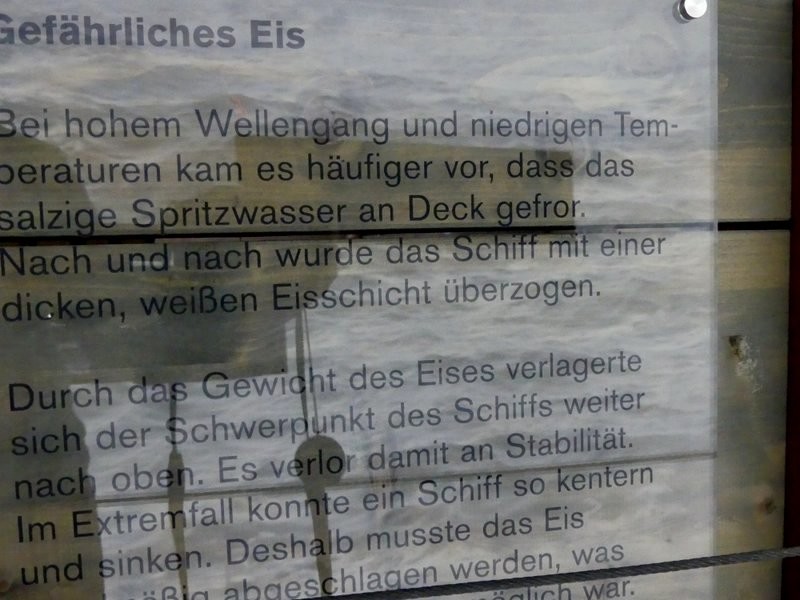 Gefährliches Eis
Bei hohem Wellengang und niedrigen Tem-
peraturen kam es häufiger vor, dass das
salzige Spritzwasser an Deck gefror.
Nach und nach wurde das Schiff mit einer
dicken, weißen Eisschicht überzogen.
Durch das Gewicht des Eises verlagerte
sich der Schwerpunkt des Schiffs weiter
nach oben. Es verlor damit an Stabilität.
Im Extremfall konnte ein Schiff so kentern
und sinken. Deshalb musste das Eis
abgeschlagen werden, was
war.